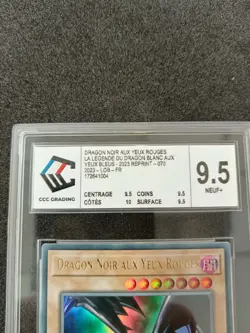 DRAGON NOIR AUX YEUX ROUGES
LA LEGENDE DU DRAGON BLANC AUX
YEUX BLEUS - 2023 REPRINT - 070
2023 - LOB - FR
172641004
CCC GRADING
CENTRAGE 9.5 COINS 9.5
CÔTÉS 10 SURFACE 9.5
9.5
NEUF+
DRAGON NOIR AUX YEUX ROUGES